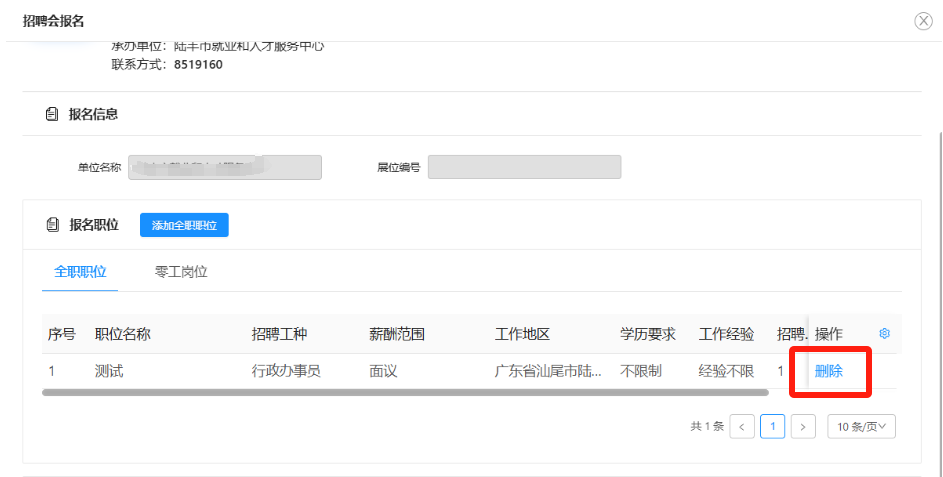 招聘会报名
承办单位：陆丰市就业和人才服务中心
联系方式：8519160
报名信息
单位名称
展位编号
报名职位 添加全职职位
全职职位 零工岗位
序号 职位名称 招聘工种 薪酬范围 工作地区 学历要求 工作经验 招聘. 操作
1 测试 行政办事员 面议 广东省汕尾市陆... 不限制 经验不限 1 删除
共 1 条 < 1 > 10 条/页